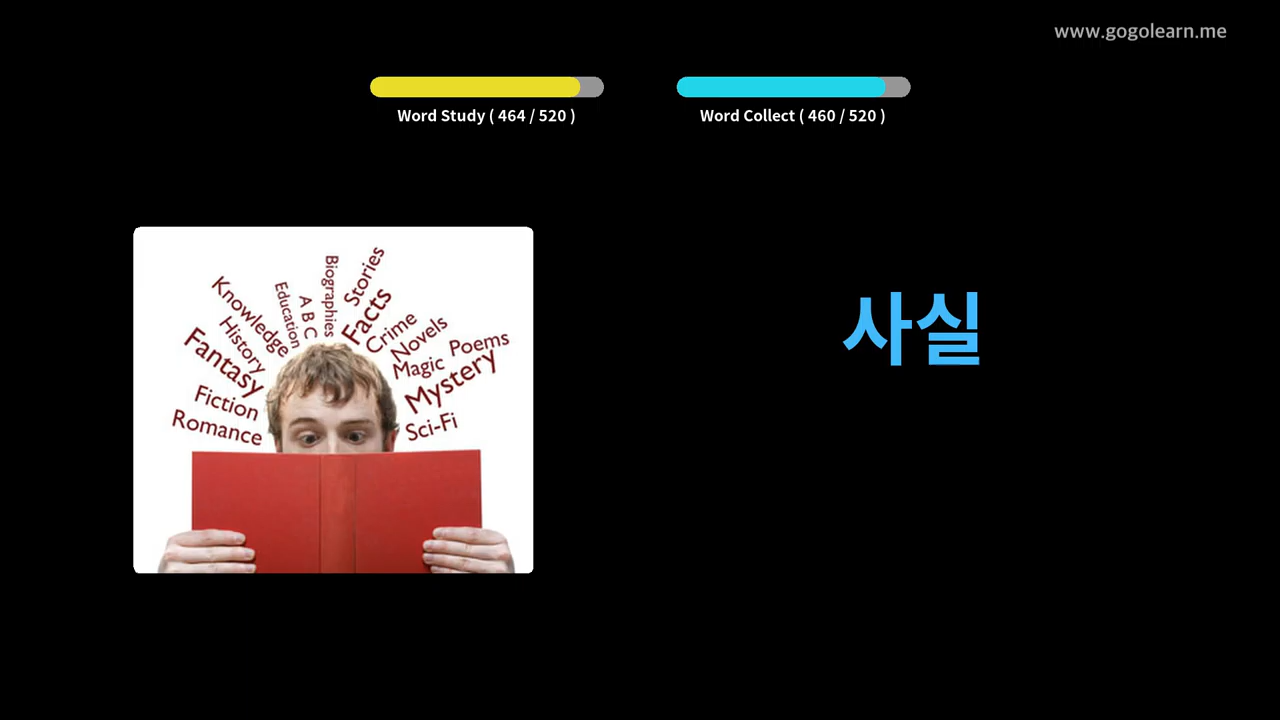 www.gogolearn.me
Word Study ( 464 / 520 )
Word Collect ( 460 / 520 )
Romance
Fiction
Fantasy
History
Knowledge
Education
A B C
Biographies
Stories
Facts
Crime
Novels
Magic
Poems
Mystery
Sci-Fi
사실